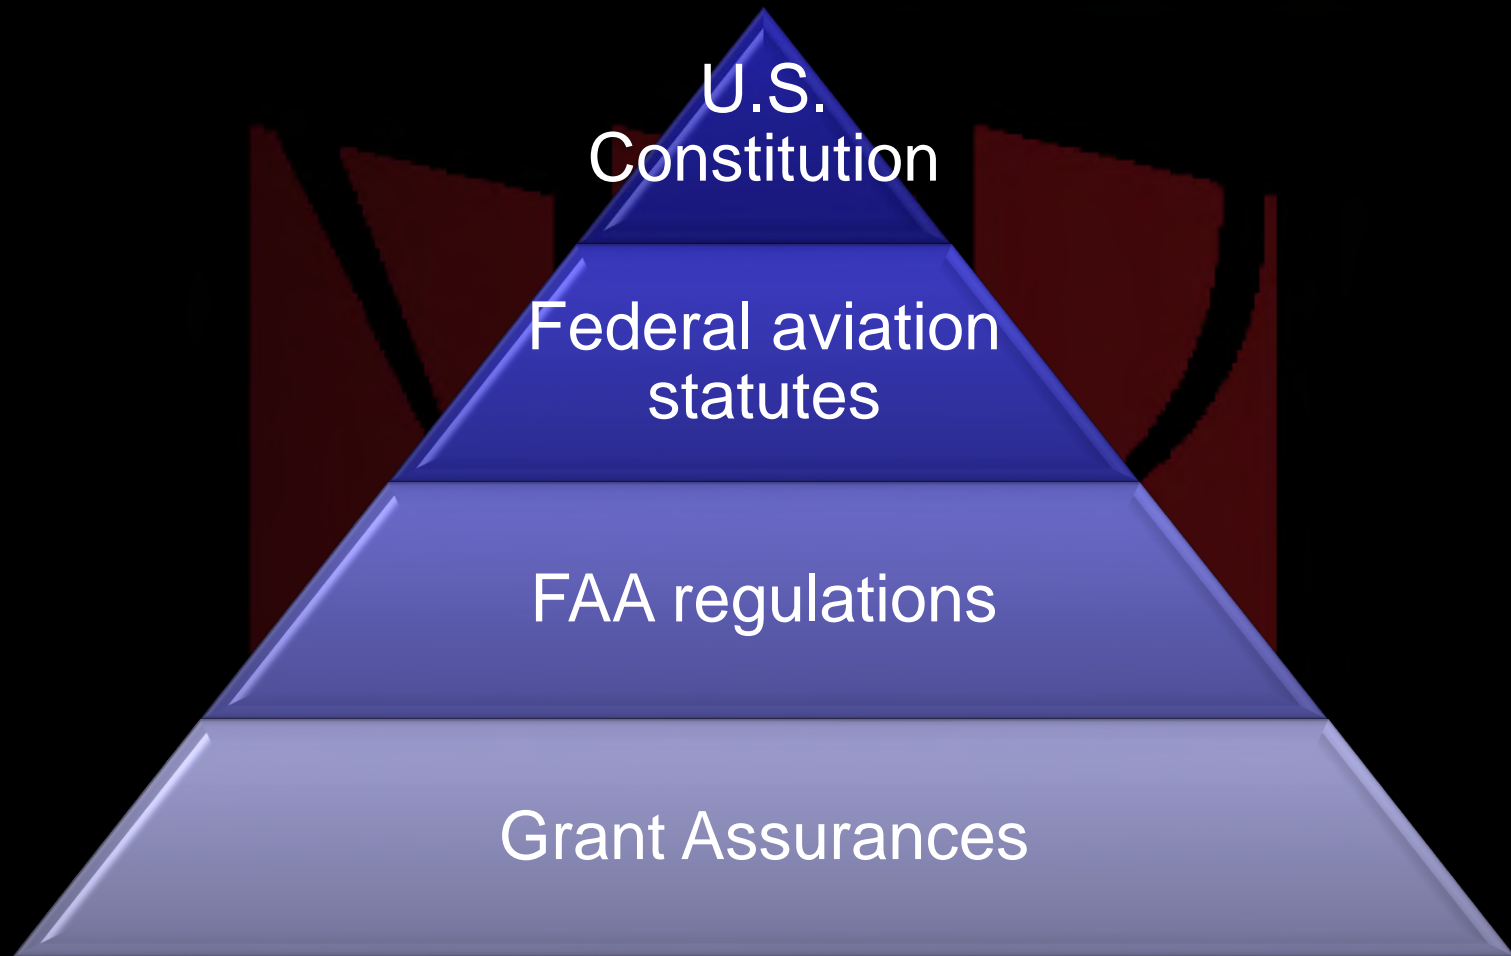 U.S.
Constitution
Federal aviation
statutes
FAA regulations
Grant Assurances